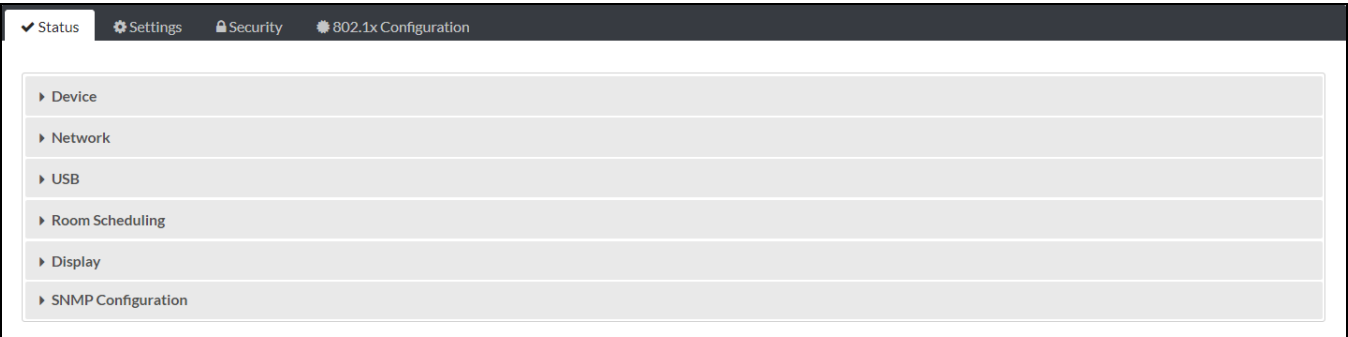 Status Settings Security 802.1x Configuration
Device
Network
USB
Room Scheduling
Display
SNMP Configuration